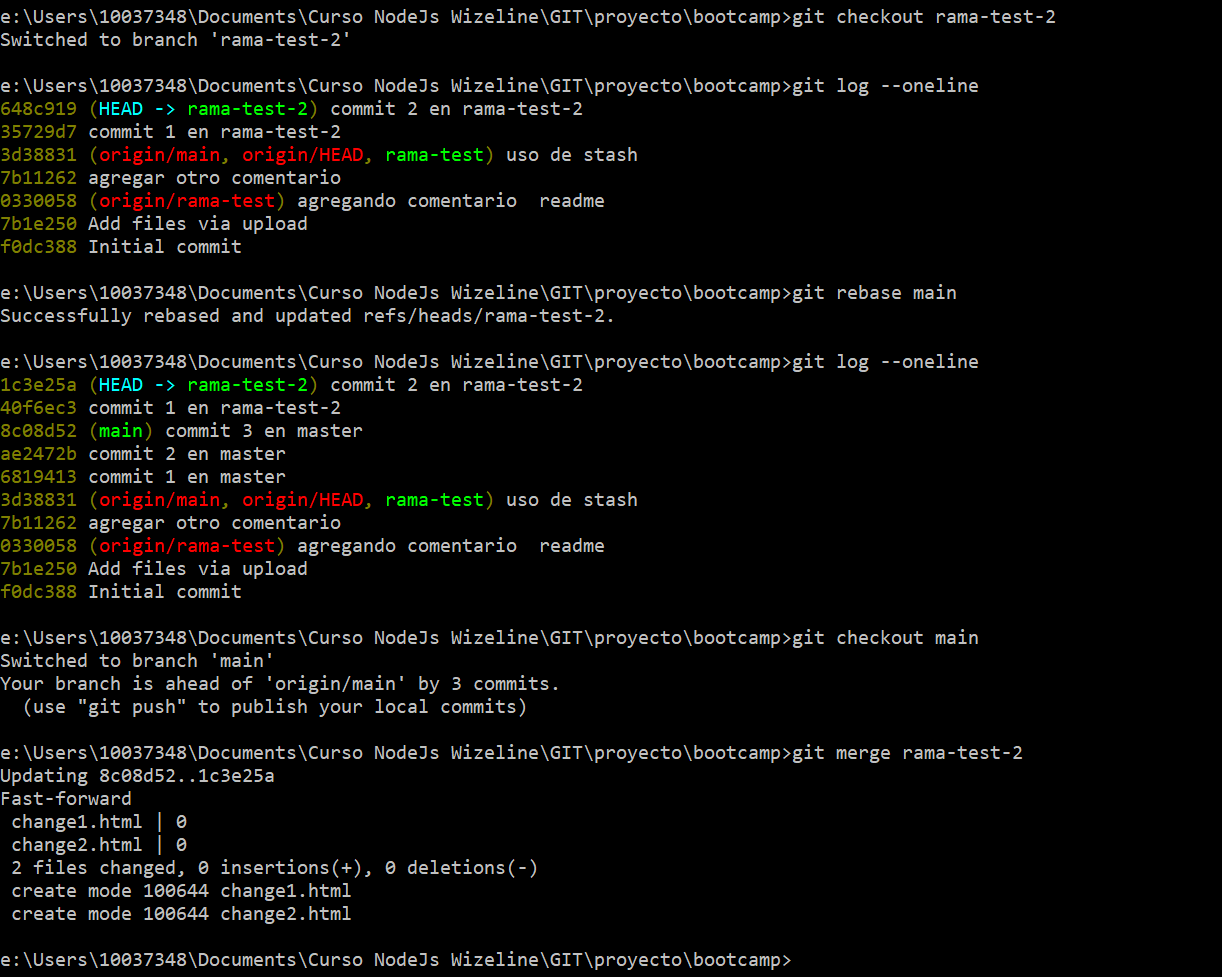 e:\Users\10037348\Documents\Curso NodeJs Wizeline\GIT\proyecto\bootcamp>git checkout rama-test-2
Switched to branch 'rama-test-2'
e:\Users\10037348\Documents\Curso NodeJs Wizeline\GIT\proyecto\bootcamp>git log --oneline
648c919 (HEAD -> rama-test-2) commit 2 en rama-test-2
35729d7 commit 1 en rama-test-2
3d38831 (origin/main, origin/HEAD, rama-test) uso de stash
7b11262 agregar otro comentario
0330058 (origin/rama-test) agregando comentario  readme
7b1e250 Add files via upload
f0dc388 Initial commit
e:\Users\10037348\Documents\Curso NodeJs Wizeline\GIT\proyecto\bootcamp>git rebase main
Successfully rebased and updated refs/heads/rama-test-2.
e:\Users\10037348\Documents\Curso NodeJs Wizeline\GIT\proyecto\bootcamp>git log --oneline
1c3e25a (HEAD -> rama-test-2) commit 2 en rama-test-2
40f6ec3 commit 1 en rama-test-2
8c08d52 (main) commit 3 en master
ae2472b commit 2 en master
6819413 commit 1 en master
3d38831 (origin/main, origin/HEAD, rama-test) uso de stash
7b11262 agregar otro comentario
0330058 (origin/rama-test) agregando comentario  readme
7b1e250 Add files via upload
f0dc388 Initial commit
e:\Users\10037348\Documents\Curso NodeJs Wizeline\GIT\proyecto\bootcamp>git checkout main
Switched to branch 'main'
Your branch is ahead of 'origin/main' by 3 commits.
  (use "git push" to publish your local commits)
e:\Users\10037348\Documents\Curso NodeJs Wizeline\GIT\proyecto\bootcamp>git merge rama-test-2
Updating 8c08d52..1c3e25a
Fast-forward
 change1.html | 0
 change2.html | 0
 2 files changed, 0 insertions(+), 0 deletions(-)
 create mode 100644 change1.html
 create mode 100644 change2.html
e:\Users\10037348\Documents\Curso NodeJs Wizeline\GIT\proyecto\bootcamp>